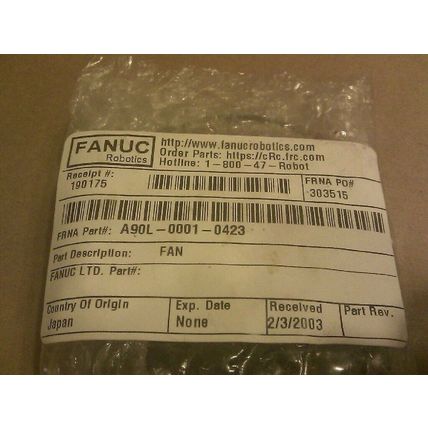 FANUC
Robotics
http://www.fanucrobotics.com
Order Parts: https://cRc.frc.com
Hotline: 1-800-47-Robot
Receipt #:
190175
FRNA PO#
303515
FRNA Part#: A90L-0001-0423
Part Description: FAN
FANUC LTD. Part#:
Country Of Origin
Japan
Exp. Date
None
Received
2/3/2003
Part Rev.